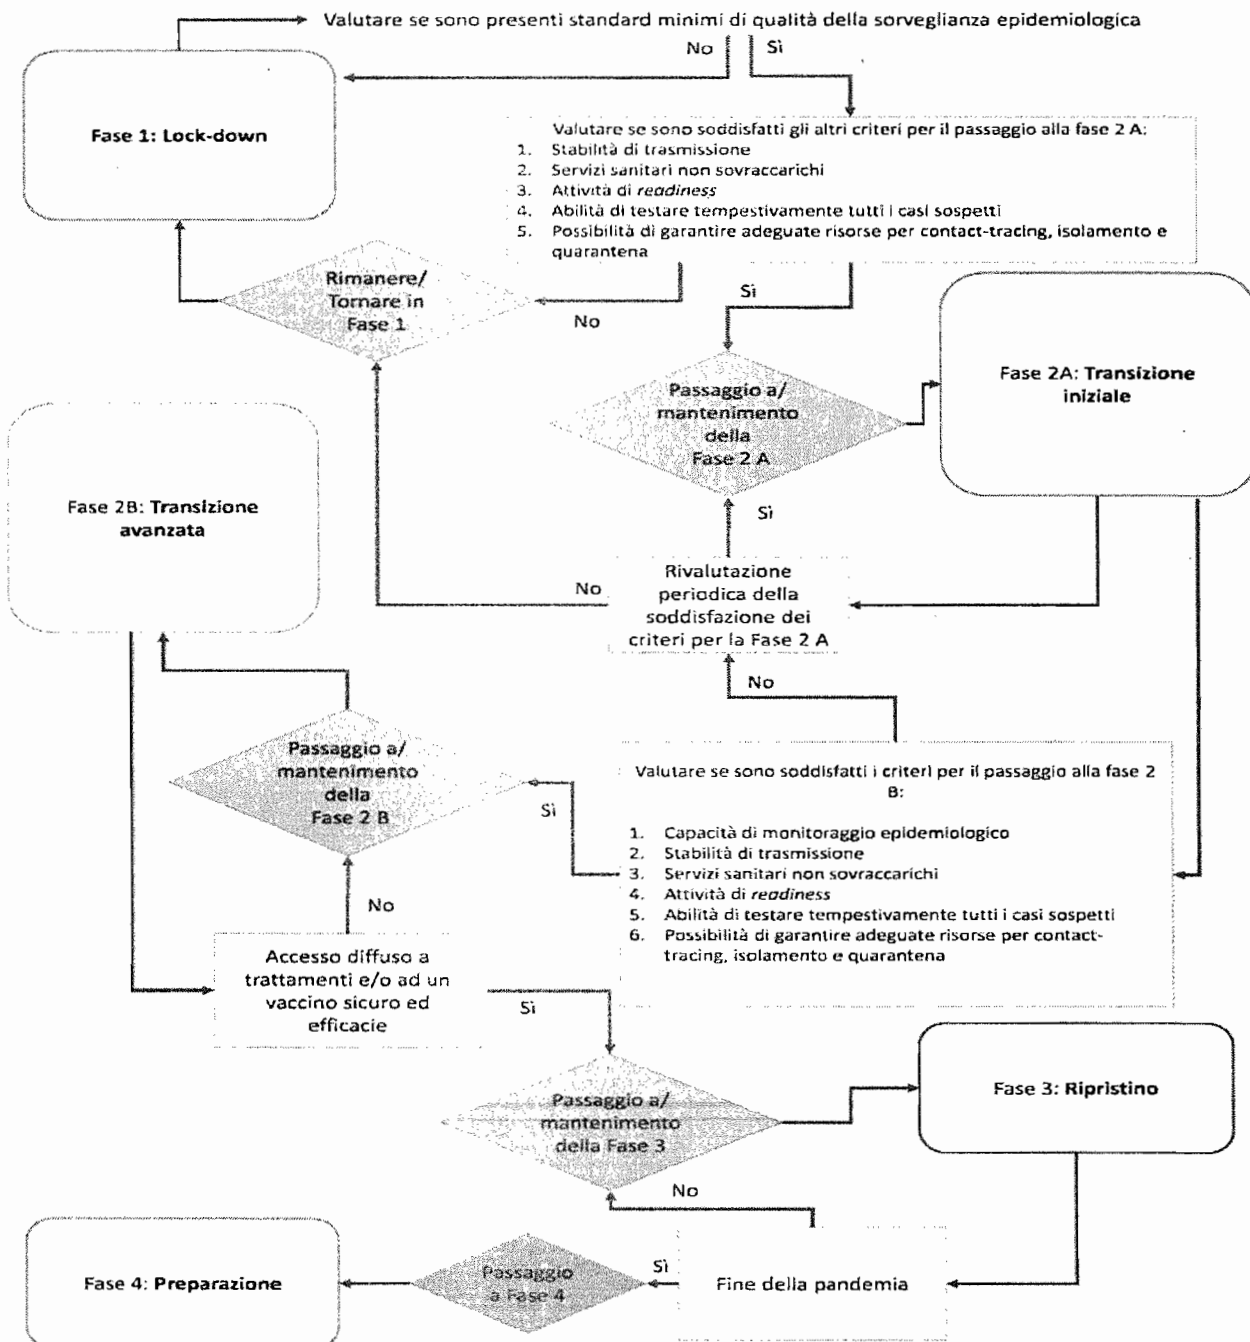 Valutare se sono presenti standard minimi di qualità della sorveglianza epidemiologica
No
Sì
Fase 1: Lock-down
Valutare se sono soddisfatti gli altri criteri per il passaggio alla fase 2 A:
1. Stabilità di trasmissione
2. Servizi sanitari non sovraccarichi
3. Attività di readiness
4. Abilità di testare tempestivamente tutti i casi sospetti
5. Possibilità di garantire adeguate risorse per contact-tracing, isolamento e
quarantena
Rimanere/
Tornare in
Fase 1
No
Sì
Passaggio a/
mantenimento
della
Fase 2 A
Fase 2A: Transizione
iniziale
Fase 2B: Transizione
avanzata
Sì
No
Rivalutazione
periodica della
soddisfazione dei
criteri per la Fase 2 A
No
Passaggio a/
mantenimento
della
Fase 2 B
Sì
Valutare se sono soddisfatti i criteri per il passaggio alla fase 2
B:
1. Capacità di monitoraggio epidemiologico
2. Stabilità di trasmissione
3. Servizi sanitari non sovraccarichi
4. Attività di readiness
5. Abilità di testare tempestivamente tutti i casi sospetti
6. Possibilità di garantire adeguate risorse per contact-
tracing, isolamento e quarantena
No
Accesso diffuso a
trattamenti e/o ad un
vaccino sicuro ed
efficacie
Sì
Passaggio a/
mantenimento
della Fase 3
Fase 3: Ripristino
No
Fase 4: Preparazione
Passaggio
a Fase 4
Sì
Fine della pandemia